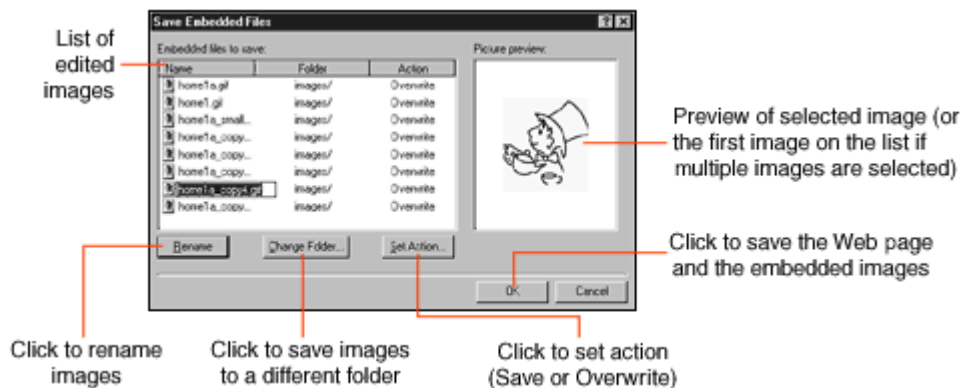 Save Embedded Files
List of
edited
images
Embedded files to save:
Picture preview:
Name Folder Action
home1a.gif images/ Overwrite
home1.gif images/ Overwrite
home1a_small... images/ Overwrite
home1a_copy... images/ Overwrite
home1a_copy... images/ Overwrite
home1a_copy... images/ Overwrite
home1a_copy4.gif images/ Overwrite
home1a_copy... images/ Overwrite
Preview of selected image (or
the first image on the list if
multiple images are selected)
Rename Change Folder... Set Action...
Click to save the Web page
and the embedded images
OK Cancel
Click to rename
images
Click to save images
to a different folder
Click to set action
(Save or Overwrite)